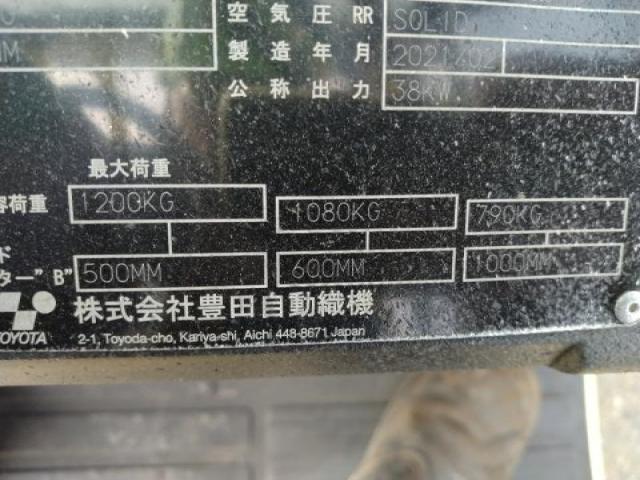 空気圧 RR SOLID
MM 製造年月 2021/02
公称出力 38KW
最大荷重
容荷重 1200KG 1080KG 790KG
ド
ター"B" 500MM 600MM 1000MM
株式会社豊田自動織機
TOYOTA 2-1, Toyoda-cho, Kariya-shi, Aichi 448-8671 Japan